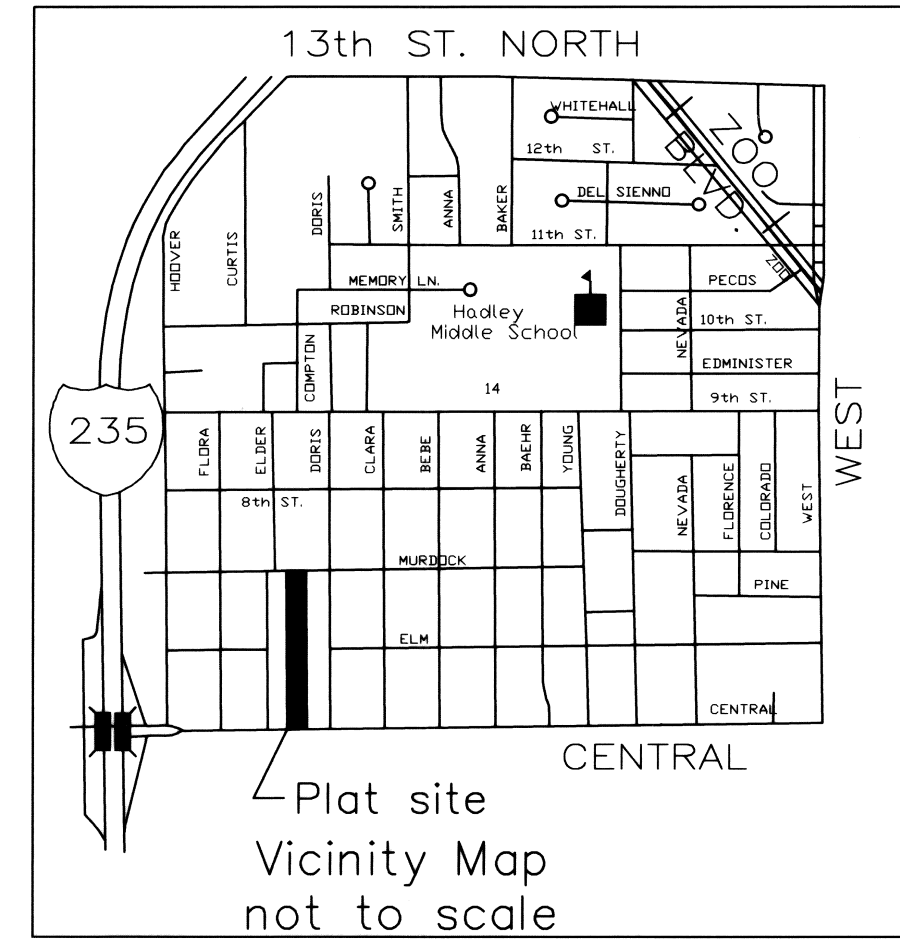 13th ST. NORTH
WHITEHALL
ZOO
BLVD.
12th ST.
DEL SIENNO
HOOVER
CURTIS
DORIS
SMITH
ANNA
BAKER
11th ST.
ZOO
MEMORY LN.
PECOS
ROBINSON
Hadley
Middle School
NEVADA
10th ST.
COMPTON
EDMINISTER
14
9th ST.
WEST
235
FLORA
ELDER
DORIS
CLARA
BEBE
ANNA
BAEHR
YOUNG
DOUGHERTY
NEVADA
FLORENCE
COLORADO
WEST
8th ST.
MURDOCK
PINE
ELM
CENTRAL
CENTRAL
Plat site
Vicinity Map
not to scale